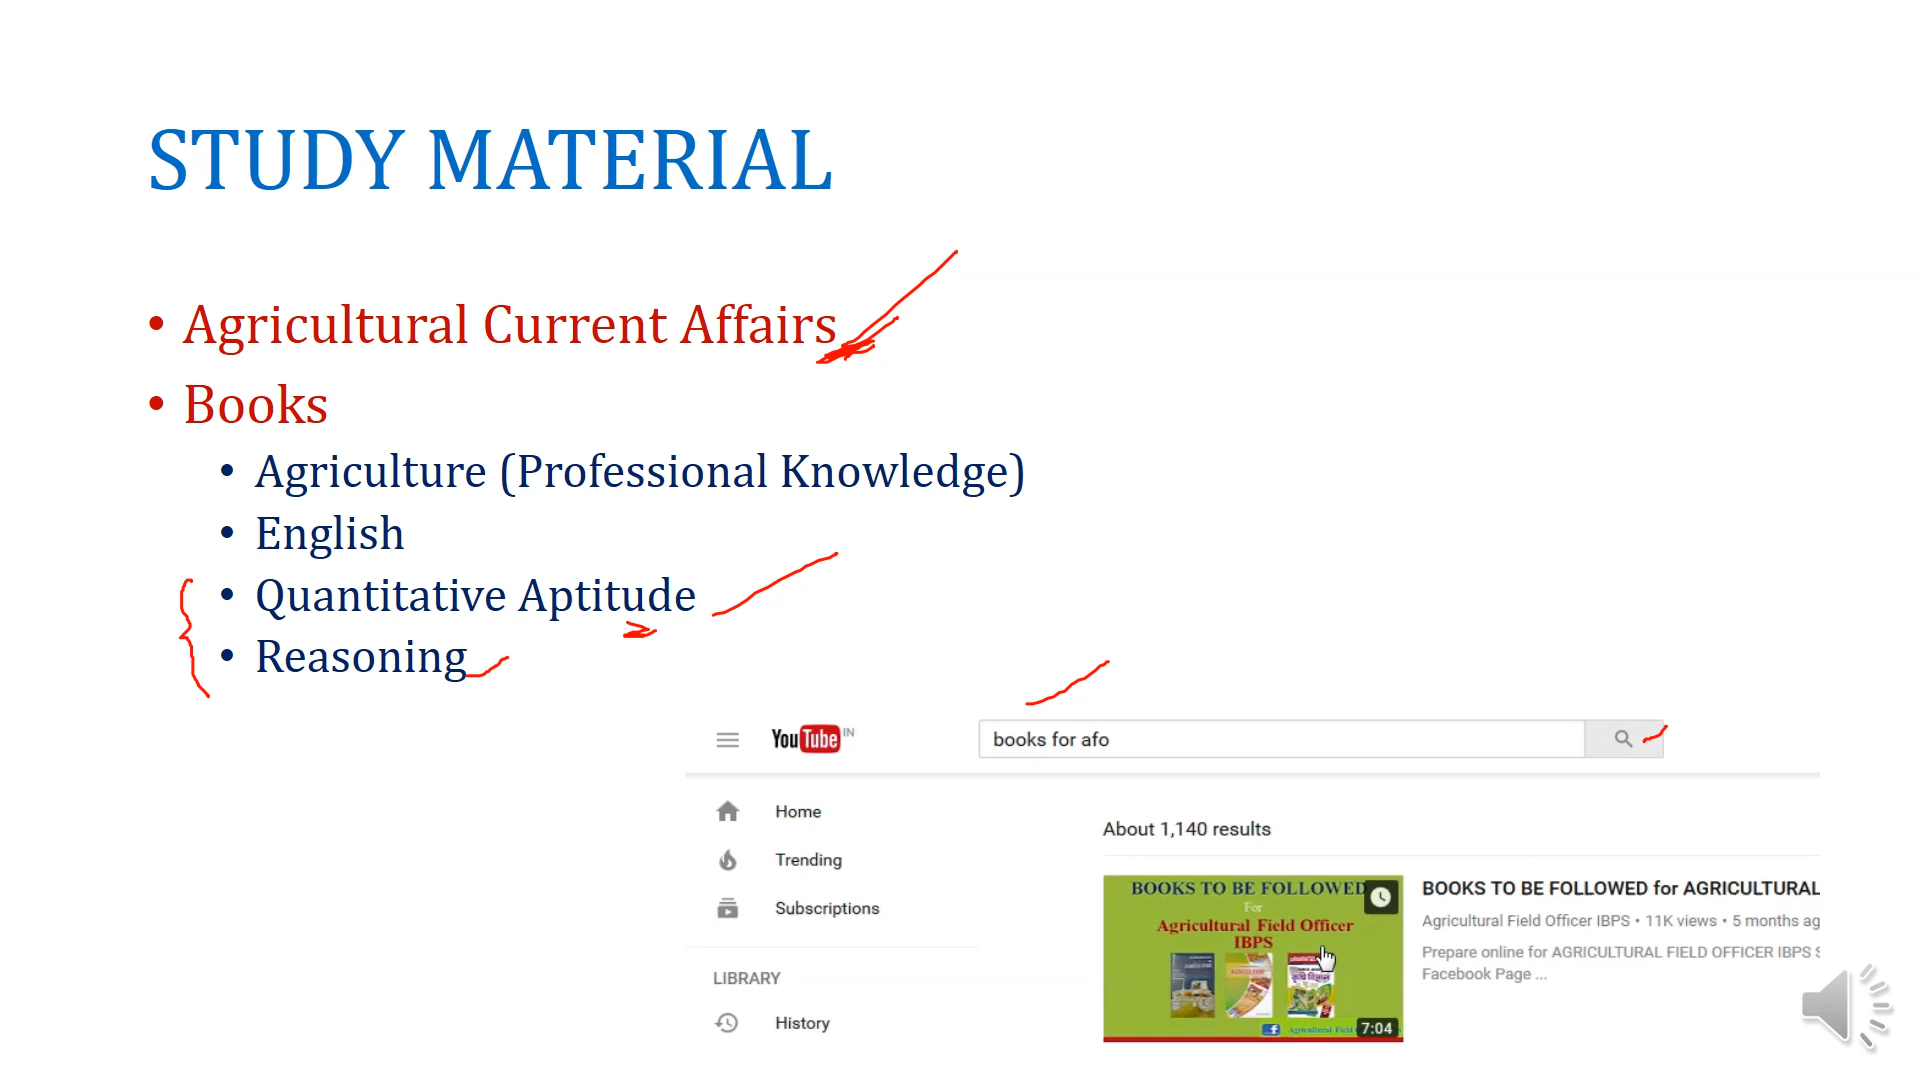 STUDY MATERIAL
• Agricultural Current Affairs
• Books
• Agriculture (Professional Knowledge)
• English
• Quantitative Aptitude
• Reasoning
YouTube IN
books for afo
Home
Trending
Subscriptions
LIBRARY
History
About 1,140 results
BOOKS TO BE FOLLOWED
For
Agricultural Field Officer
IBPS
AGRICULTURE
कृषि विज्ञान
Agricultural Field
7:04
BOOKS TO BE FOLLOWED for AGRICULTURAL
Agricultural Field Officer IBPS • 11K views • 5 months ag
Prepare online for AGRICULTURAL FIELD OFFICER IBPS S
Facebook Page ...